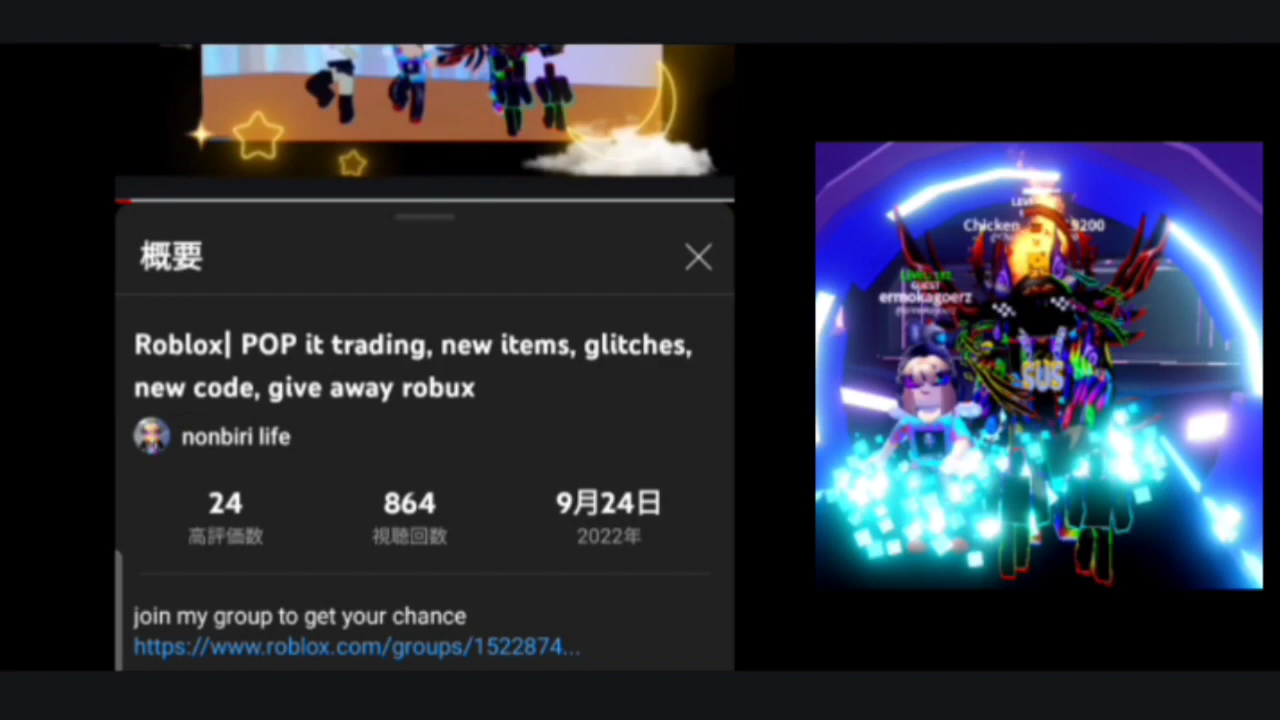 概要
Roblox| POP it trading, new items, glitches,
new code, give away robux
nonbiri life
24
高評価数
864
視聴回数
9月24日
2022年
join my group to get your chance
https://www.roblox.com/groups/1522874...
Chicken 9200
GUEST
ermokagoerz
SUS